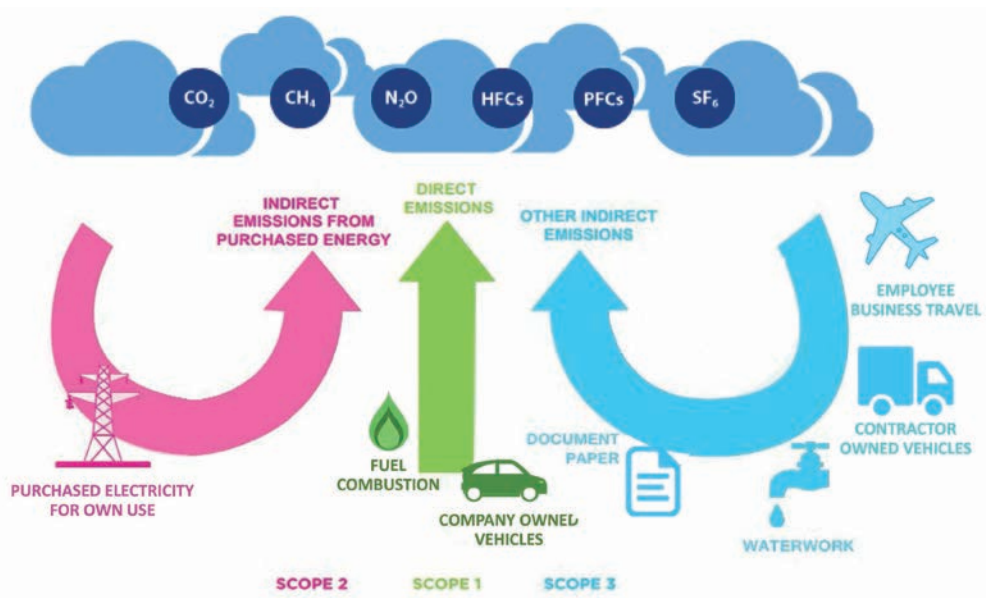 CO₂
CH₄
N₂O
HFCs
PFCs
SF₆
INDIRECT
EMISSIONS FROM
PURCHASED ENERGY
DIRECT
EMISSIONS
OTHER INDIRECT
EMISSIONS
EMPLOYEE
BUSINESS TRAVEL
CONTRACTOR
OWNED VEHICLES
DOCUMENT
PAPER
FUEL
COMBUSTION
PURCHASED ELECTRICITY
FOR OWN USE
COMPANY OWNED
VEHICLES
WATERWORK
SCOPE 2
SCOPE 1
SCOPE 3